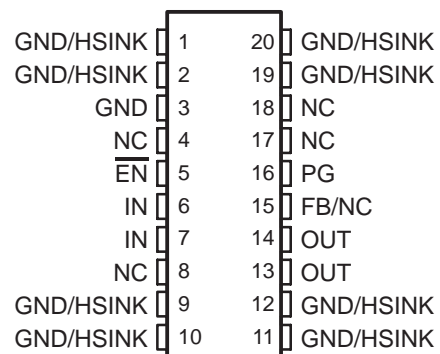 GND/HSINK 1 20 GND/HSINK
GND/HSINK 2 19 GND/HSINK
GND 3 18 NC
NC 4 17 NC
EN 5 16 PG
IN 6 15 FB/NC
IN 7 14 OUT
NC 8 13 OUT
GND/HSINK 9 12 GND/HSINK
GND/HSINK 10 11 GND/HSINK